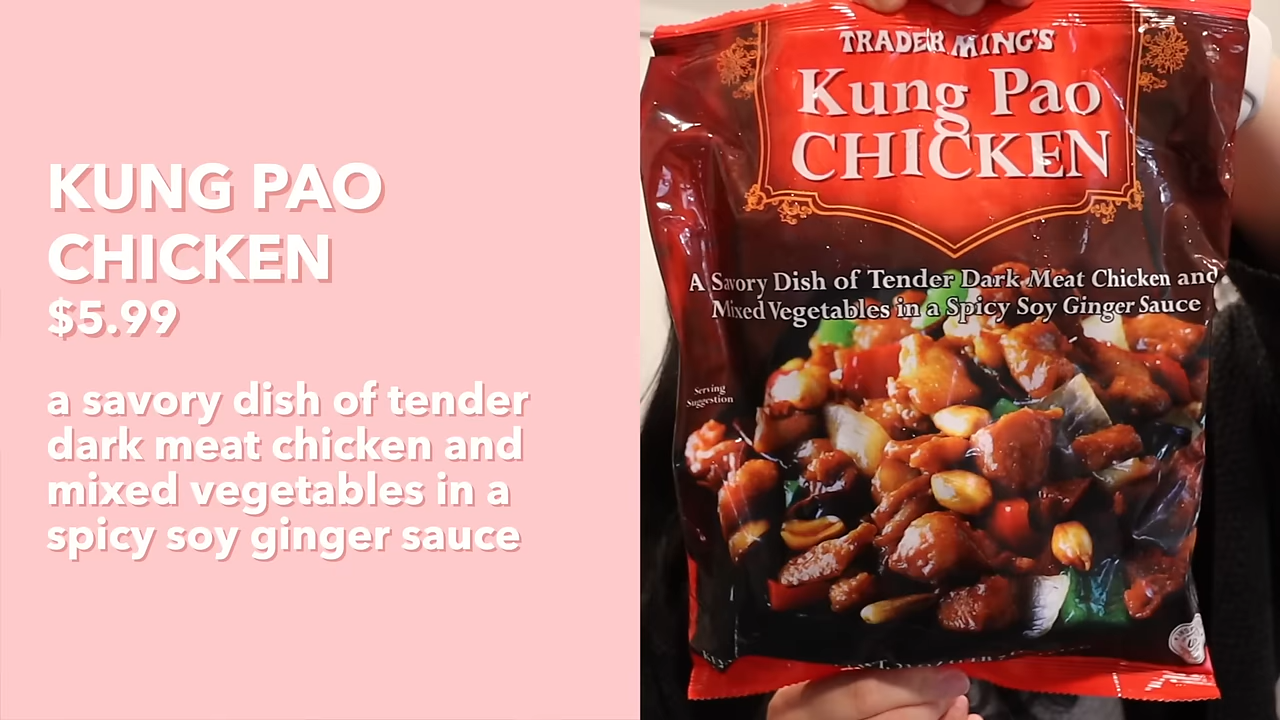 KUNG PAO
CHICKEN
$5.99
a savory dish of tender
dark meat chicken and
mixed vegetables in a
spicy soy ginger sauce
TRADER MING'S
Kung Pao
CHICKEN
A Savory Dish of Tender Dark Meat Chicken and
Mixed Vegetables in a Spicy Soy Ginger Sauce
Serving
Suggestion